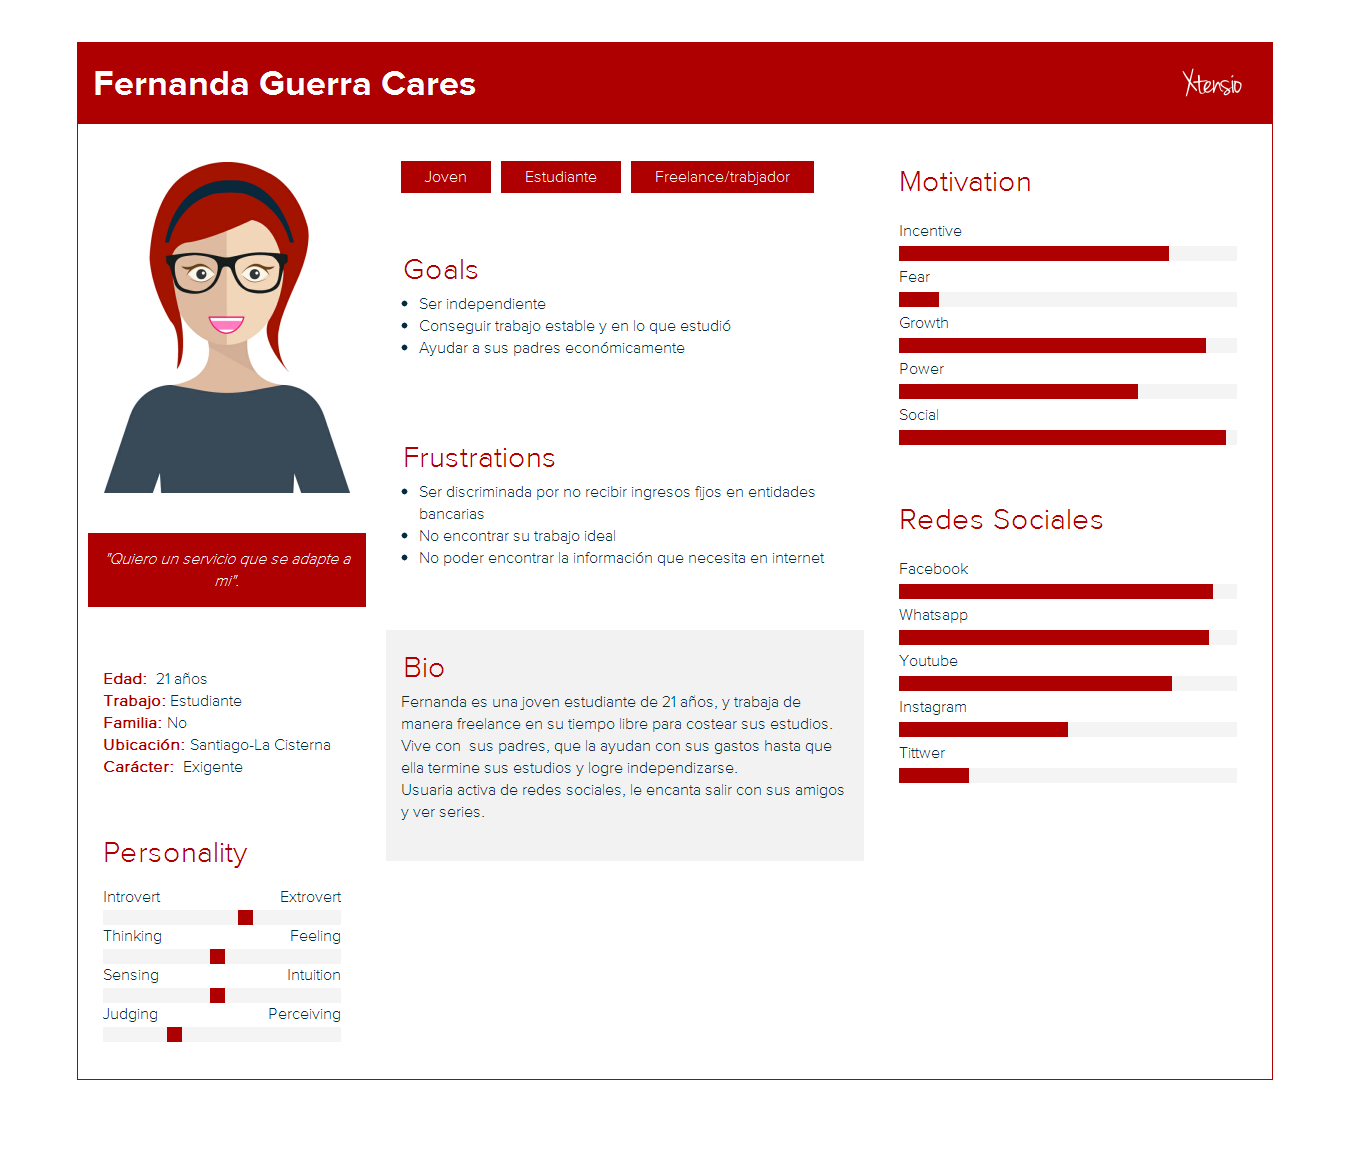 Fernanda Guerra Cares
Xtensio
"Quiero un servicio que se adapte a
mi".
Edad: 21 años
Trabajo: Estudiante
Familia: No
Ubicación: Santiago-La Cisterna
Carácter: Exigente
Personality
Introvert Extrovert
Thinking Feeling
Sensing Intuition
Judging Perceiving
Joven Estudiante Freelance/trabjador
Goals
Ser independiente
Conseguir trabajo estable y en lo que estudió
Ayudar a sus padres económicamente
Frustrations
Ser discriminada por no recibir ingresos fijos en entidades
bancarias
No encontrar su trabajo ideal
No poder encontrar la información que necesita en internet
Bio
Fernanda es una joven estudiante de 21 años, y trabaja de
manera freelance en su tiempo libre para costear sus estudios.
Vive con  sus padres, que la ayudan con sus gastos hasta que
ella termine sus estudios y logre independizarse.
Usuaria activa de redes sociales, le encanta salir con sus amigos
y ver series.
Motivation
Incentive
Fear
Growth
Power
Social
Redes Sociales
Facebook
Whatsapp
Youtube
Instagram
Tittwer